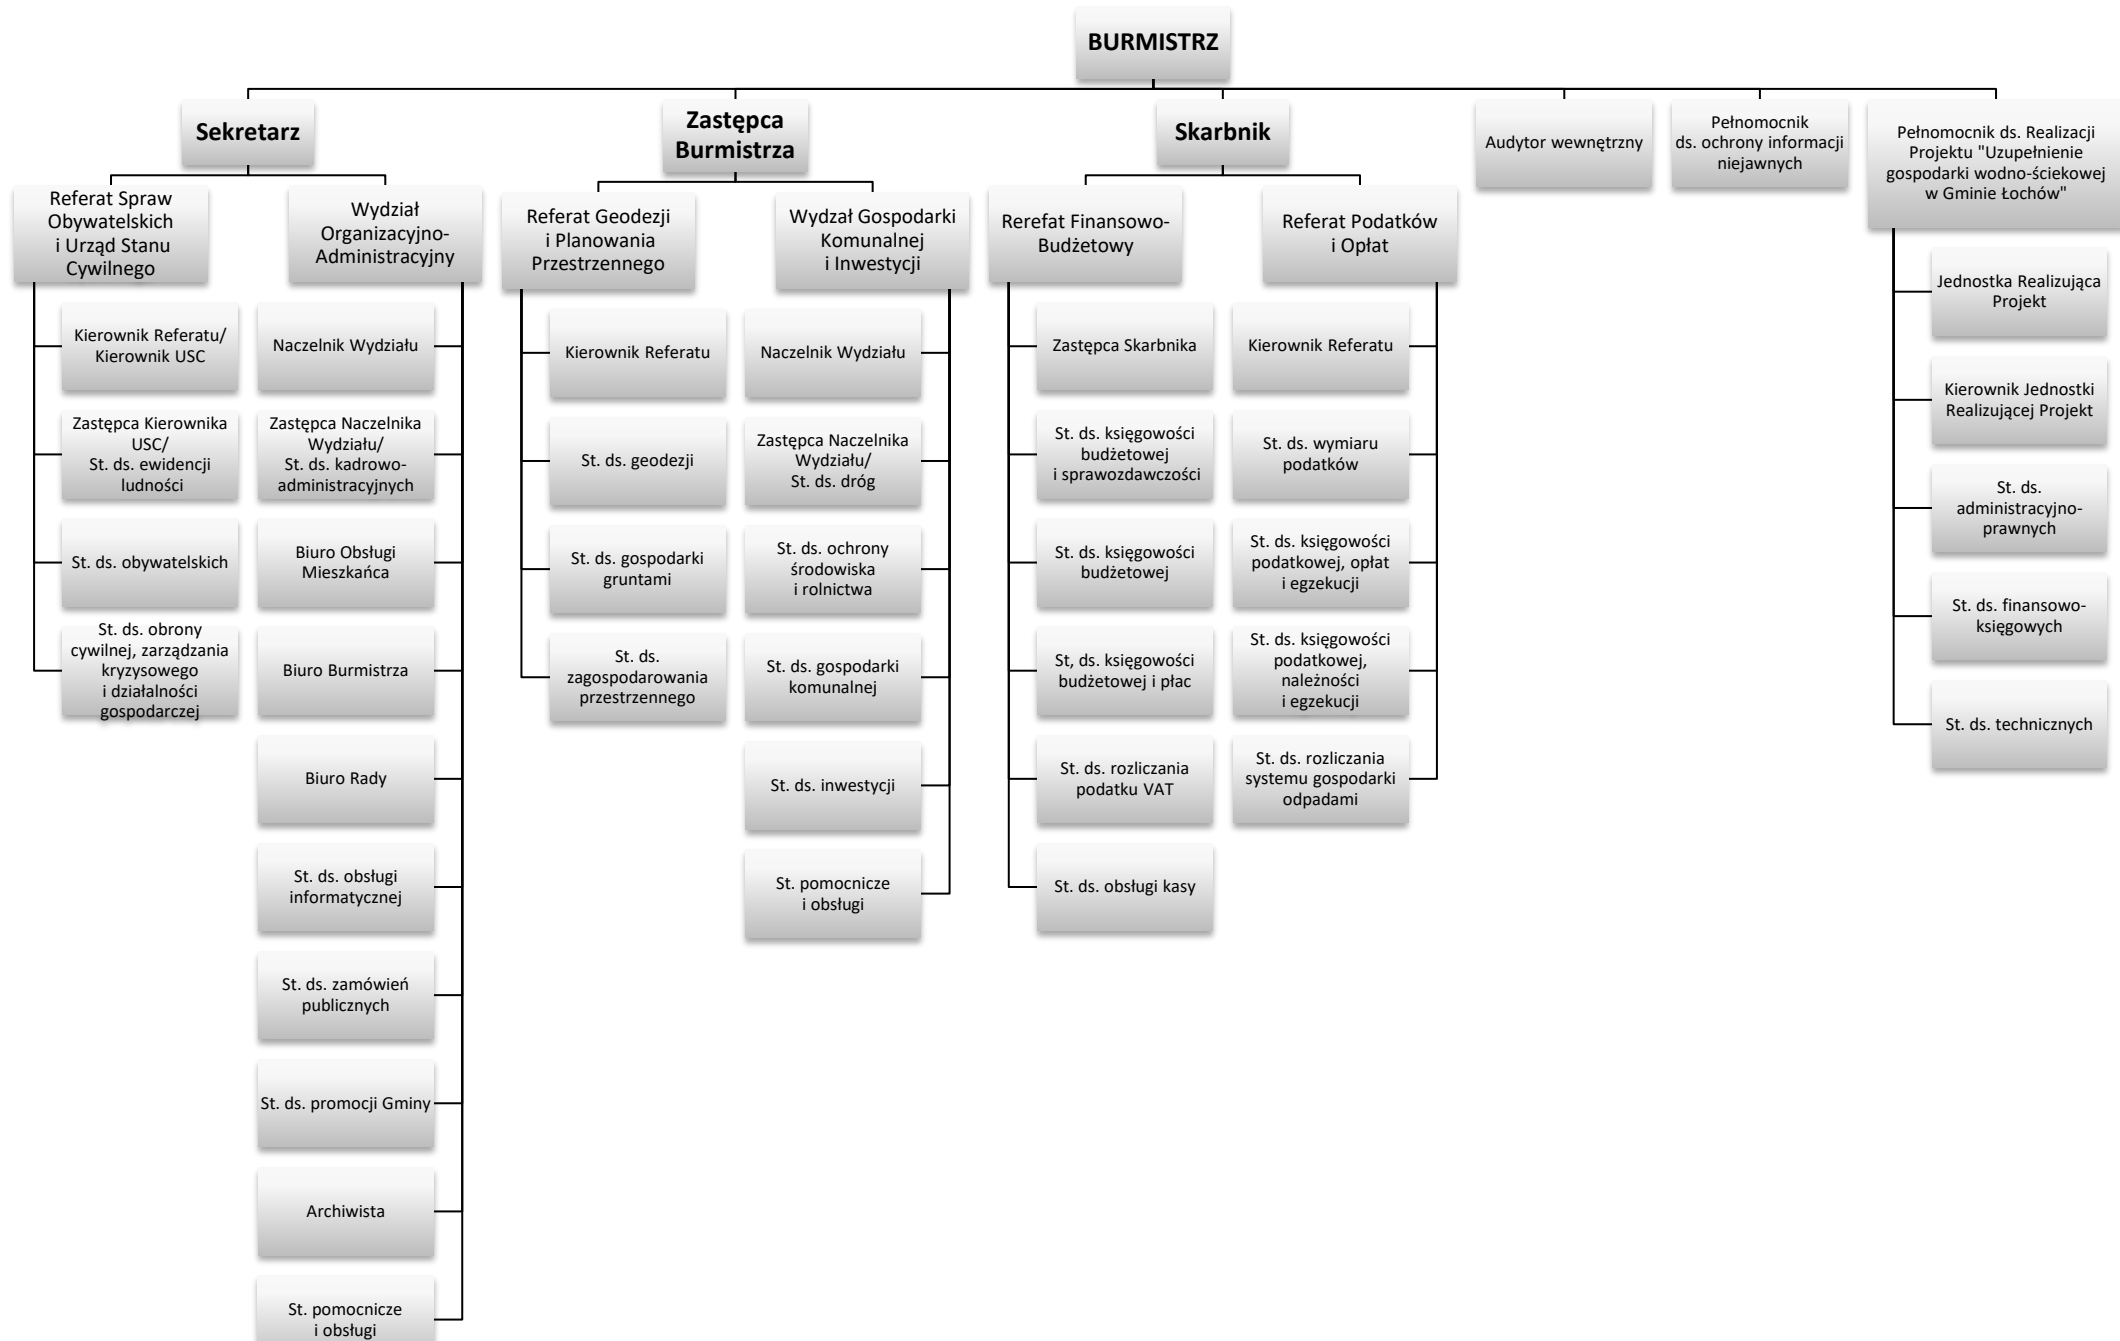 BURMISTRZ
Sekretarz
Referat Spraw
Obywatelskich
i Urząd Stanu
Cywilnego
Kierownik Referatu/
Kierownik USC
Zastępca Kierownika
USC/
St. ds. ewidencji
ludności
St. ds. obywatelskich
St. ds. obrony
cywilnej, zarządzania
kryzysowego
i działalności
gospodarczej
Wydział
Organizacyjno-
Administracyjny
Naczelnik Wydziału
Zastępca Naczelnika
Wydziału/
St. ds. kadrowo-
administracyjnych
Biuro Obsługi
Mieszkańca
Biuro Burmistrza
Biuro Rady
St. ds. obsługi
informatycznej
St. ds. zamówień
publicznych
St. ds. promocji Gminy
Archiwista
St. pomocnicze
i obsługi
Zastępca
Burmistrza
Referat Geodezji
i Planowania
Przestrzennego
Kierownik Referatu
St. ds. geodezji
St. ds. gospodarki
gruntami
St. ds.
zagospodarowania
przestrzennego
Wydzał Gospodarki
Komunalnej
i Inwestycji
Naczelnik Wydziału
Zastępca Naczelnika
Wydziału/
St. ds. dróg
St. ds. ochrony
środowiska
i rolnictwa
St. ds. gospodarki
komunalnej
St. ds. inwestycji
St. pomocnicze
i obsługi
Skarbnik
Rerefat Finansowo-
Budżetowy
Zastępca Skarbnika
St. ds. księgowości
budżetowej
i sprawozdawczości
St. ds. księgowości
budżetowej
St, ds. księgowości
budżetowej i płac
St. ds. rozliczania
podatku VAT
St. ds. obsługi kasy
Referat Podatków
i Opłat
Kierownik Referatu
St. ds. wymiaru
podatków
St. ds. księgowości
podatkowej, opłat
i egzekucji
St. ds. księgowości
podatkowej,
należności
i egzekucji
St. ds. rozliczania
systemu gospodarki
odpadami
Audytor wewnętrzny
Pełnomocnik
ds. ochrony informacji
niejawnych
Pełnomocnik ds. Realizacji
Projektu "Uzupełnienie
gospodarki wodno-ściekowej
w Gminie Łochów"
Jednostka Realizująca
Projekt
Kierownik Jednostki
Realizującej Projekt
St. ds.
administracyjno-
prawnych
St. ds. finansowo-
księgowych
St. ds. technicznych